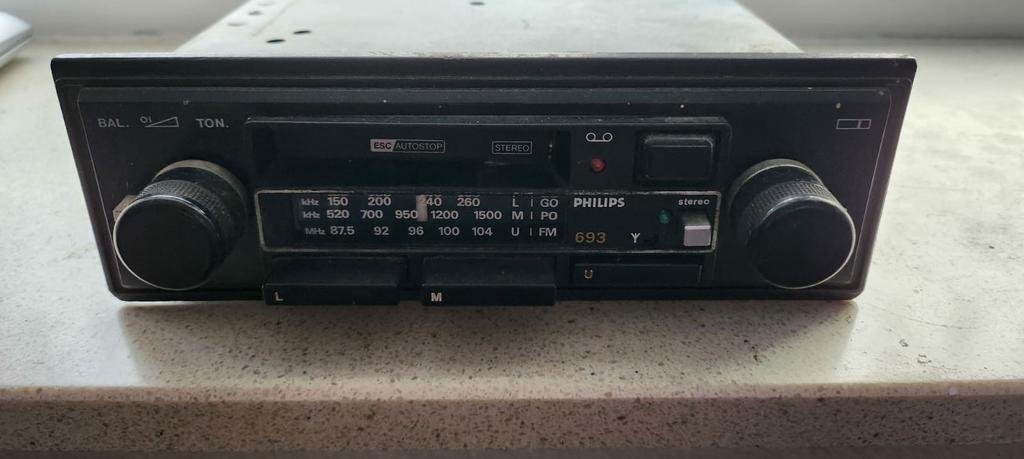 BAL. TON.
ESC AUTOSTOP STEREO
kHz 150 200 240 260 L GO
kHz 520 700 950 1200 1500 M PO
MHz 87.5 92 96 100 104 U FM
PHILIPS stereo
693
L M U